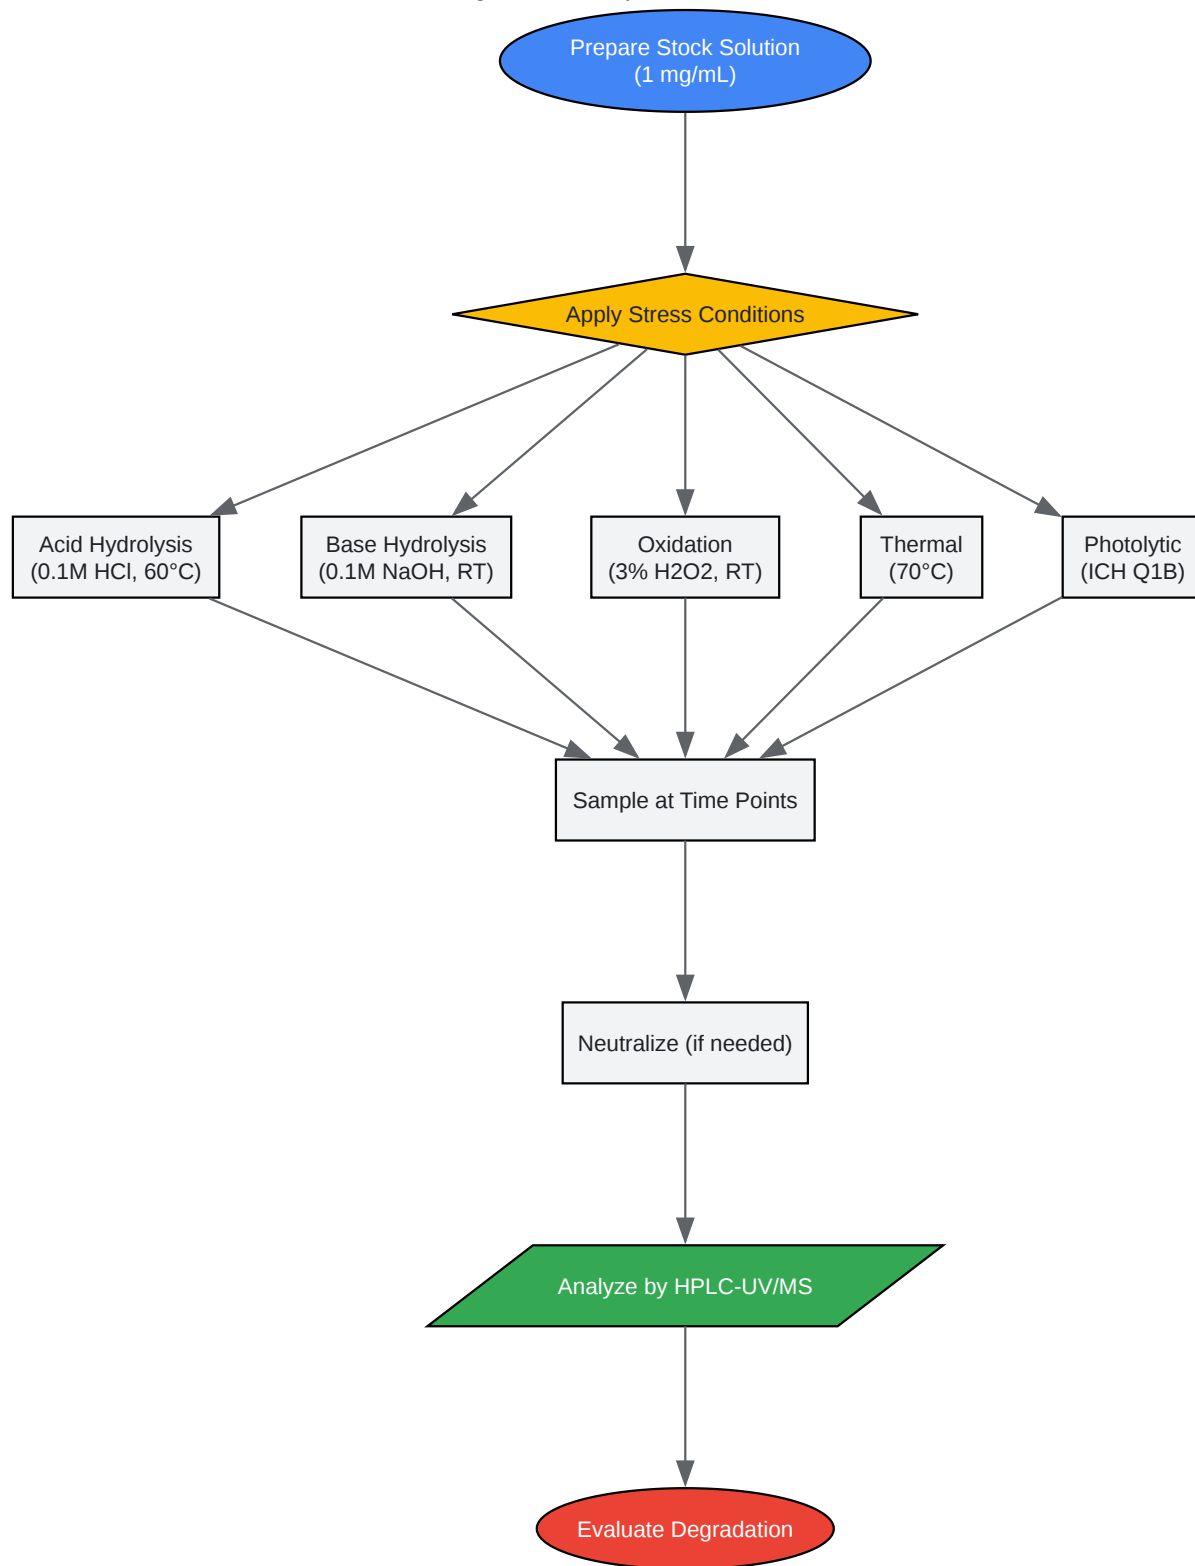 Prepare Stock Solution
(1 mg/mL)
Apply Stress Conditions
Acid Hydrolysis
(0.1M HCl, 60°C)
Base Hydrolysis
(0.1M NaOH, RT)
Oxidation
(3% H2O2, RT)
Thermal
(70°C)
Photolytic
(ICH Q1B)
Sample at Time Points
Neutralize (if needed)
Analyze by HPLC-UV/MS
Evaluate Degradation